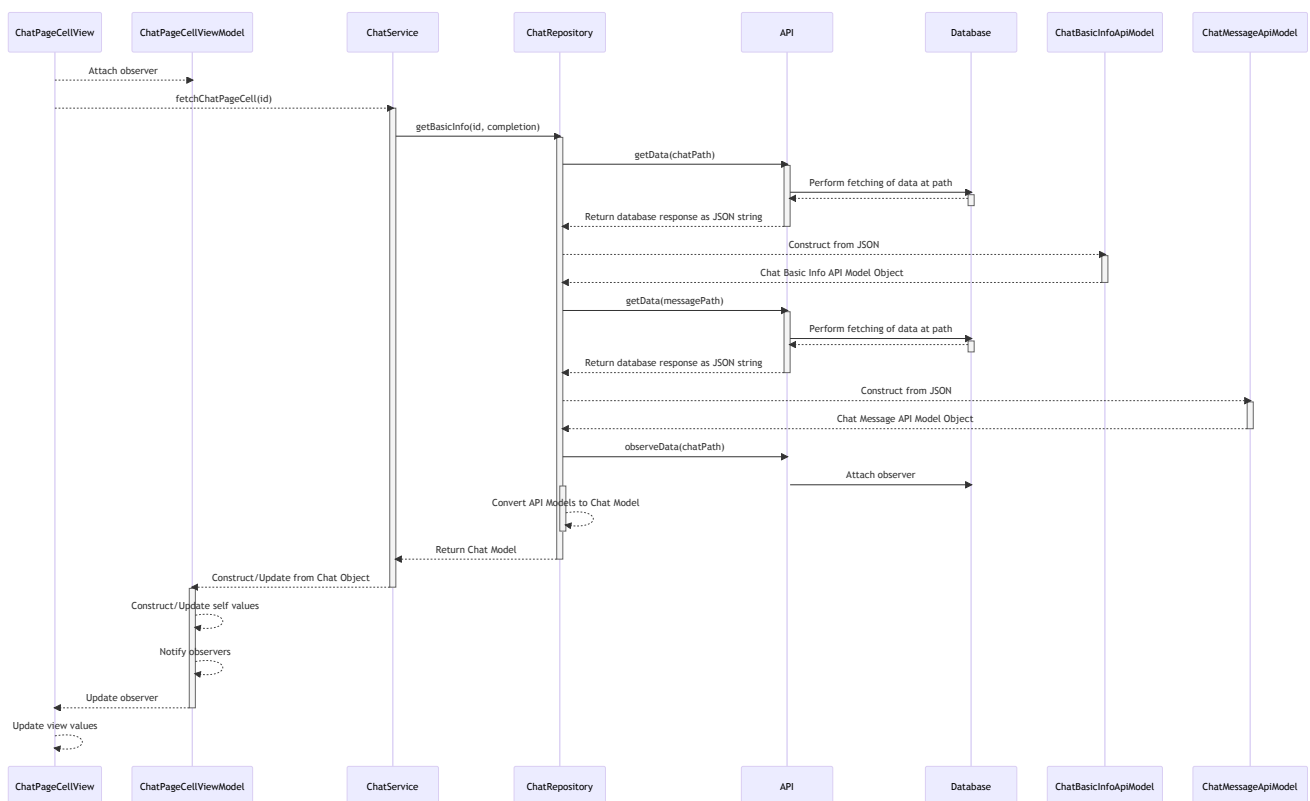 ChatPageCellView
ChatPageCellViewModel
ChatService
ChatRepository
API
Database
ChatBasicInfoApiModel
ChatMessageApiModel
Attach observer
fetchChatPageCell(id)
getBasicInfo(id, completion)
getData(chatPath)
Perform fetching of data at path
Return database response as JSON string
Construct from JSON
Chat Basic Info API Model Object
getData(messagePath)
Perform fetching of data at path
Return database response as JSON string
Construct from JSON
Chat Message API Model Object
observeData(chatPath)
Attach observer
Convert API Models to Chat Model
Return Chat Model
Construct/Update from Chat Object
Construct/Update self values
Notify observers
Update observer
Update view values
ChatPageCellView
ChatPageCellViewModel
ChatService
ChatRepository
API
Database
ChatBasicInfoApiModel
ChatMessageApiModel